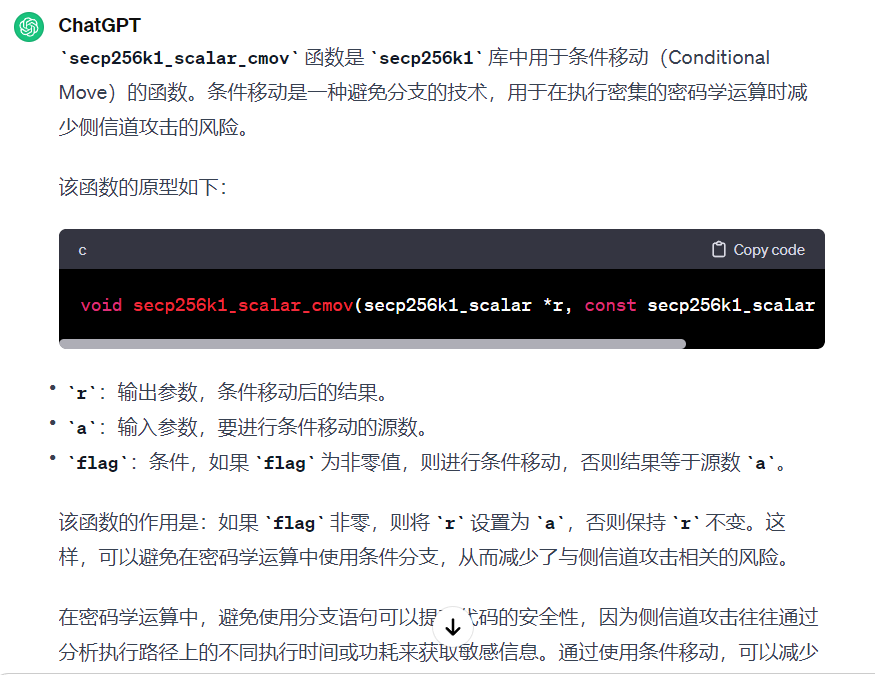 ChatGPT
`secp256k1_scalar_cmov` 函数是 `secp256k1` 库中用于条件移动（Conditional
Move）的函数。条件移动是一种避免分支的技术，用于在执行密集的密码学运算时减
少侧信道攻击的风险。
该函数的原型如下：
c
Copy code
void secp256k1_scalar_cmov(secp256k1_scalar *r, const secp256k1_scalar
• `r`：输出参数，条件移动后的结果。
• `a`：输入参数，要进行条件移动的源数。
• `flag`：条件，如果 `flag` 为非零值，则进行条件移动，否则结果等于源数 `a`。
该函数的作用是：如果 `flag` 非零，则将 `r` 设置为 `a`，否则保持 `r` 不变。这
样，可以避免在密码学运算中使用条件分支，从而减少了与侧信道攻击相关的风险。
在密码学运算中，避免使用分支语句可以提 代码的安全性，因为侧信道攻击往往通过
分析执行路径上的不同执行时间或功耗来获取敏感信息。通过使用条件移动，可以减少